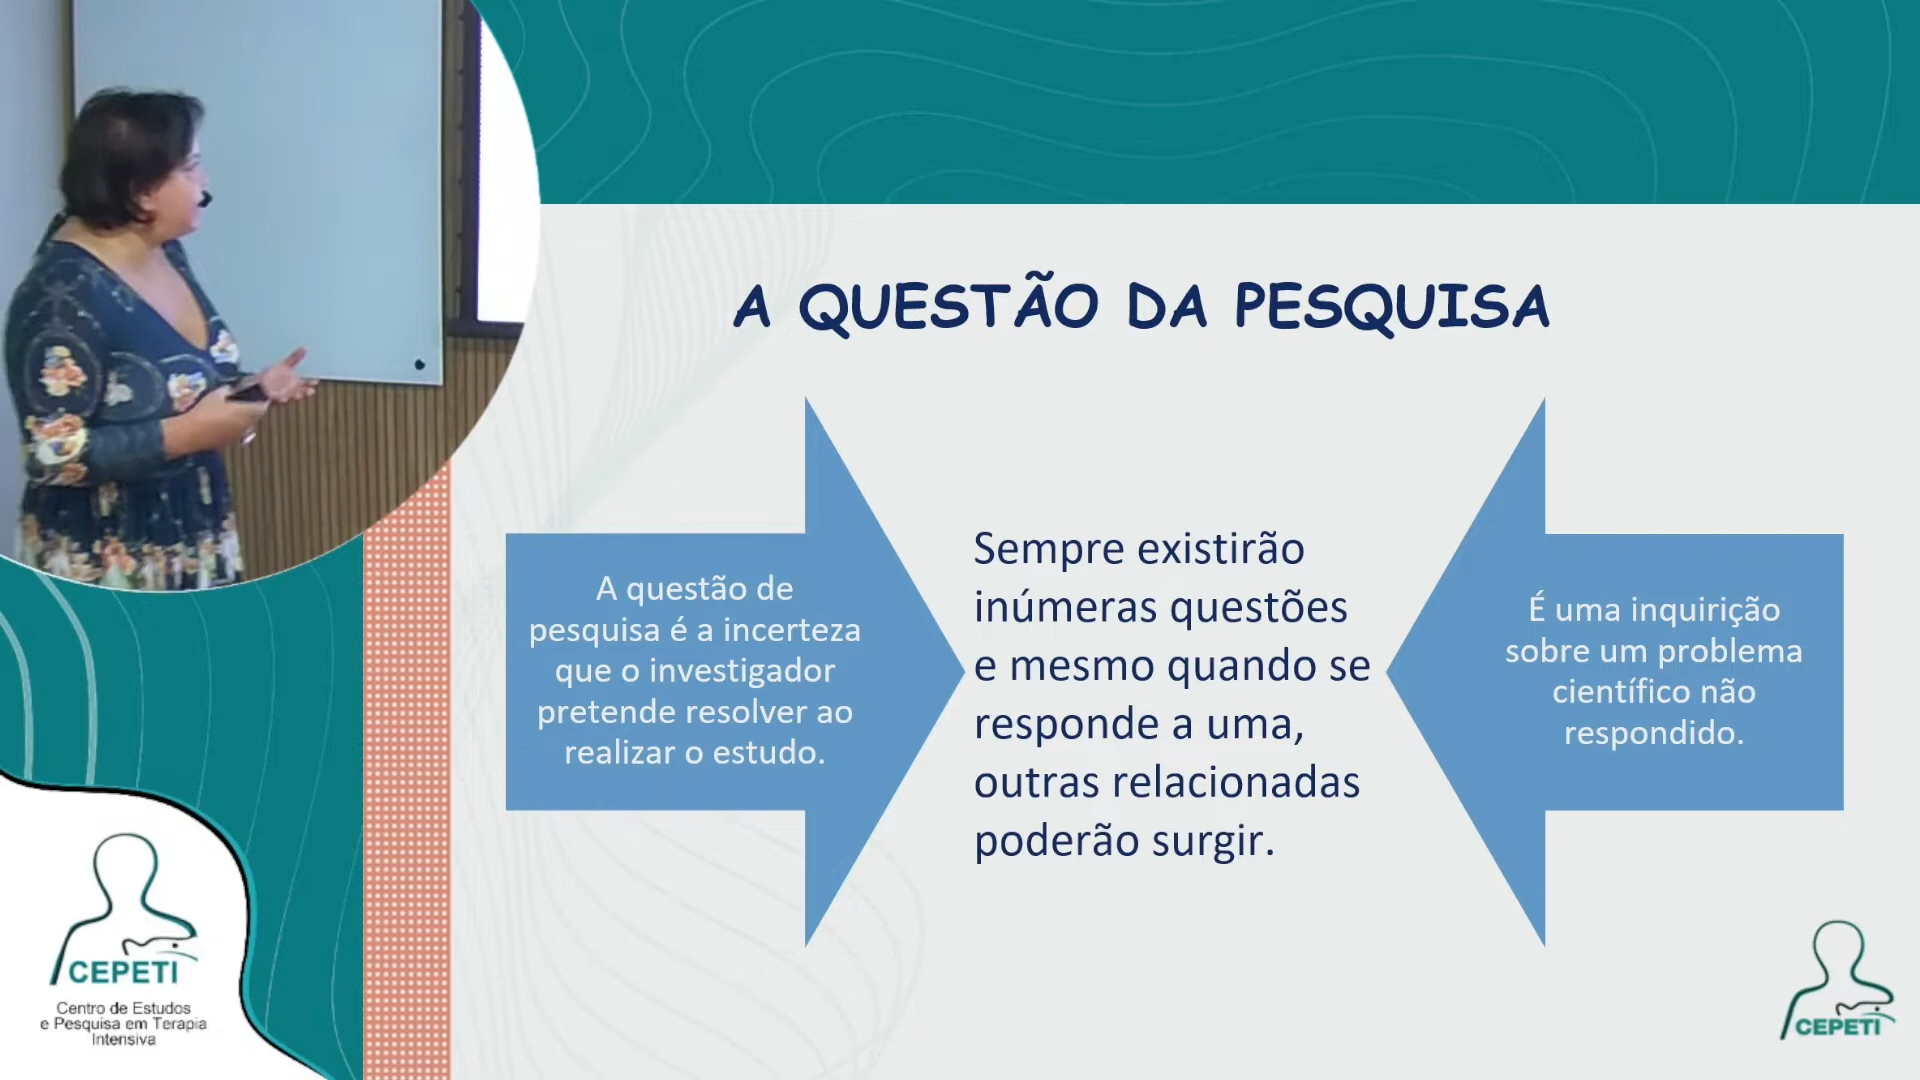 A QUESTÃO DA PESQUISA
A questão de
pesquisa é a incerteza
que o investigador
pretende resolver ao
realizar o estudo.
Sempre existirão
inúmeras questões
e mesmo quando se
responde a uma,
outras relacionadas
poderão surgir.
É uma inquirição
sobre um problema
científico não
respondido.
CEPETI
Centro de Estudos
e Pesquisa em Terapia
Intensiva
CEPETI